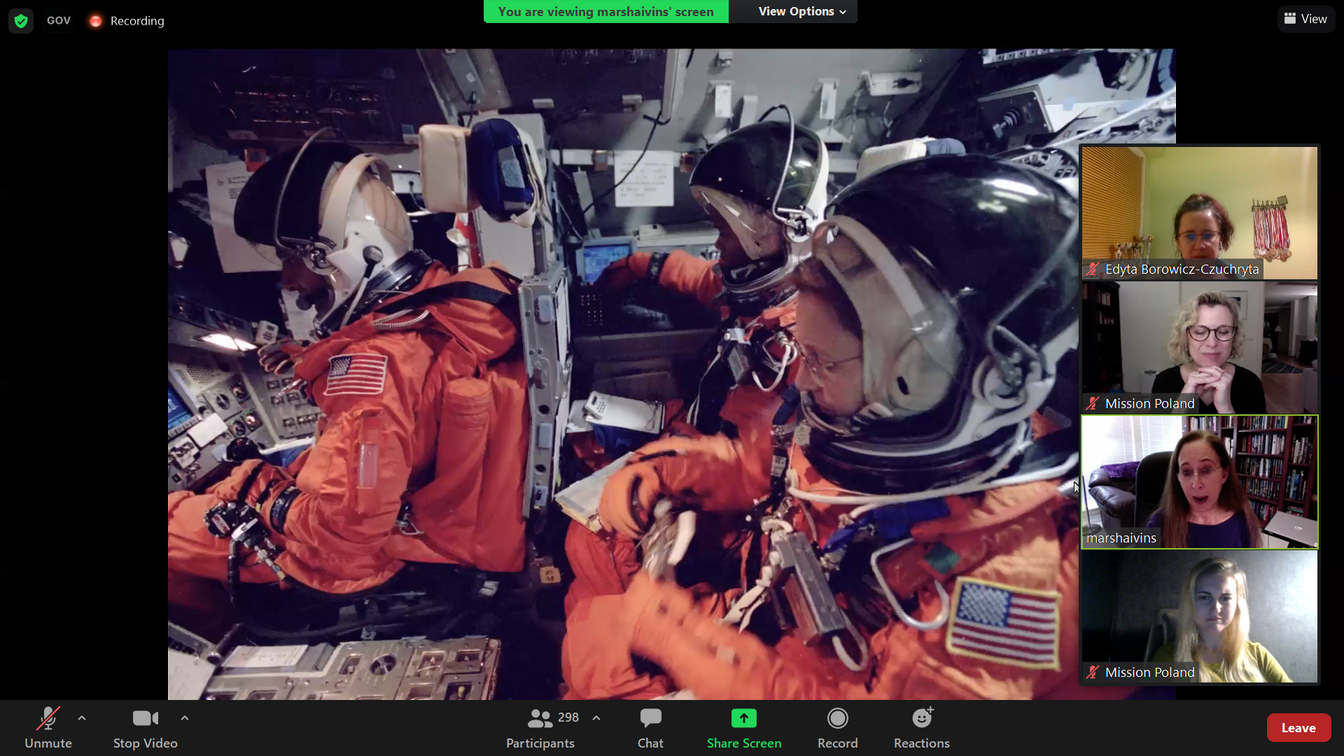 GOV
Recording
You are viewing marshaivins' screen
View Options
View
Edyta Borowicz-Czuchryta
Mission Poland
marshaivins
Mission Poland
Unmute
Stop Video
298
Participants
Chat
Share Screen
Record
Reactions
Leave